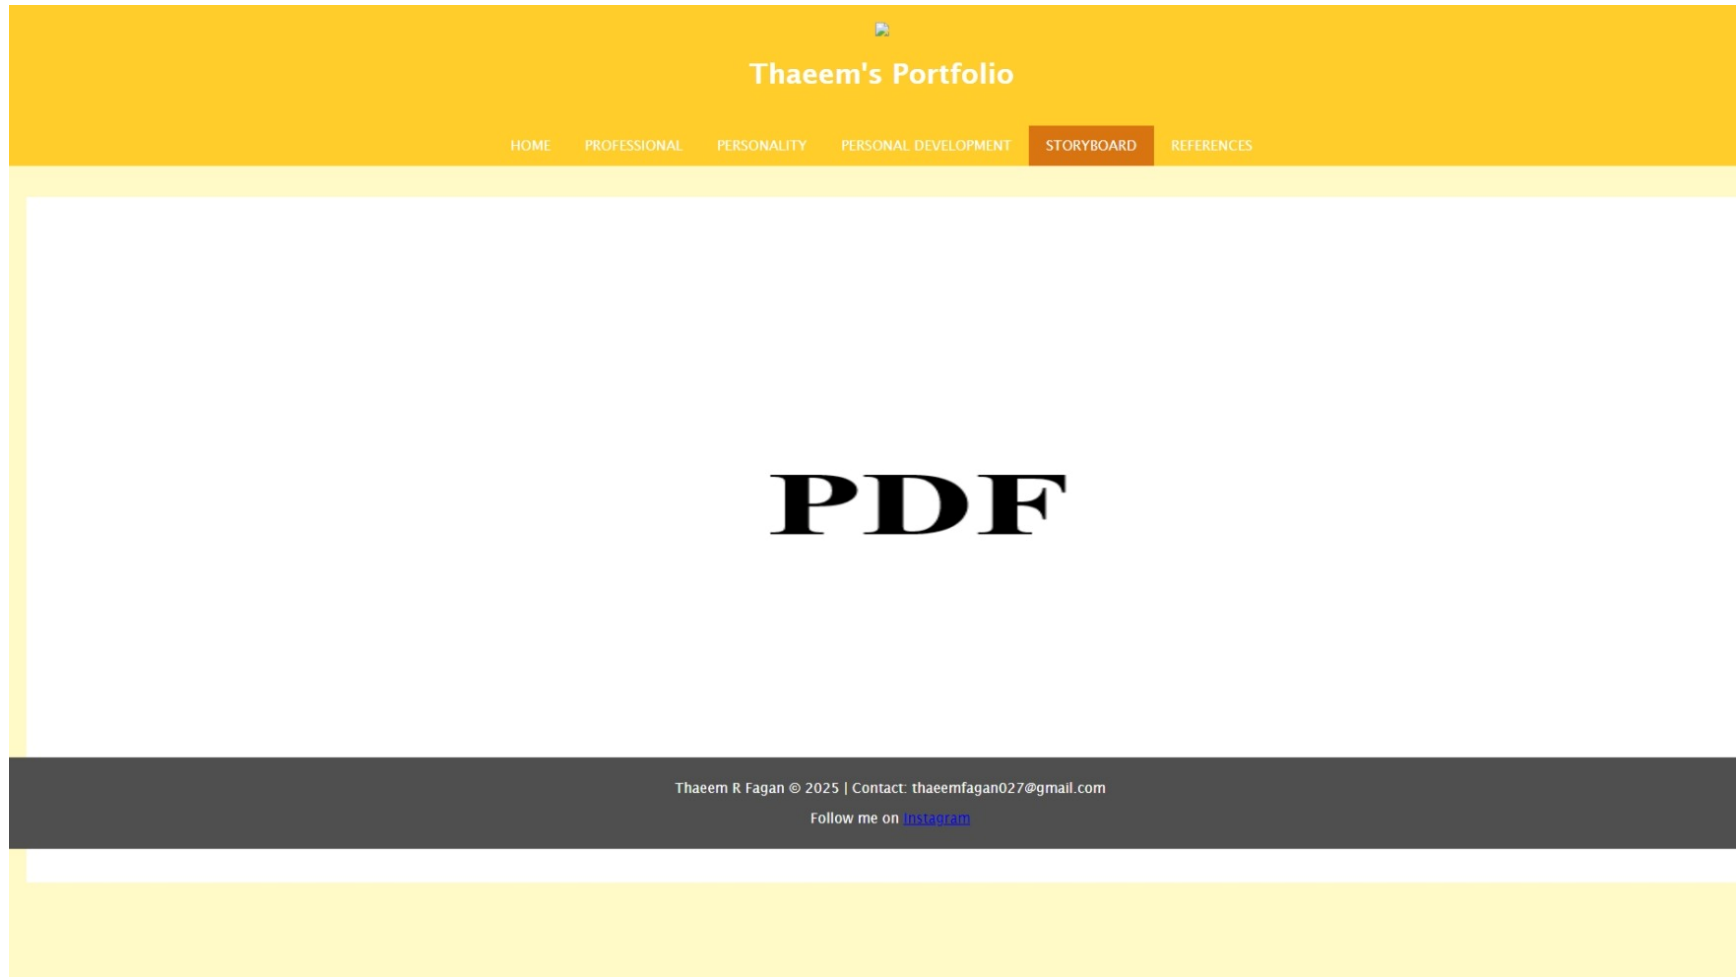 Thaeem's Portfolio
HOME PROFESSIONAL PERSONALITY PERSONAL DEVELOPMENT STORYBOARD REFERENCES
PDF
Thaeem R Fagan © 2025 | Contact: thaeemfagan027@gmail.com
Follow me on Instagram